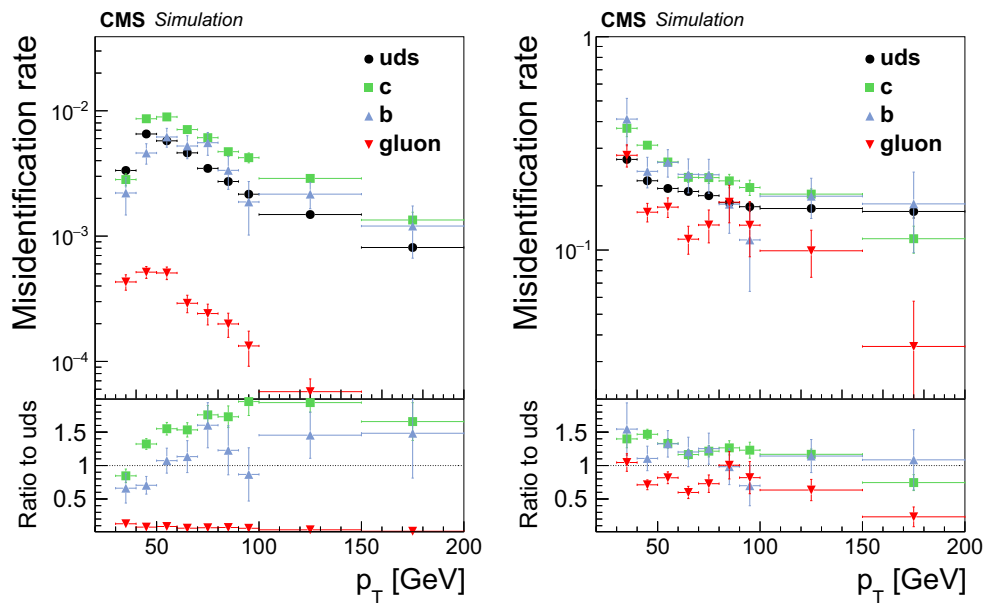 CMS Simulation
Misidentification rate
10⁻²
10⁻³
10⁻⁴
uds
c
b
gluon
Ratio to uds
1.5
1
0.5
50 100 150 200
p_T [GeV]
CMS Simulation
Misidentification rate
1
10⁻¹
uds
c
b
gluon
Ratio to uds
1.5
1
0.5
50 100 150 200
p_T [GeV]